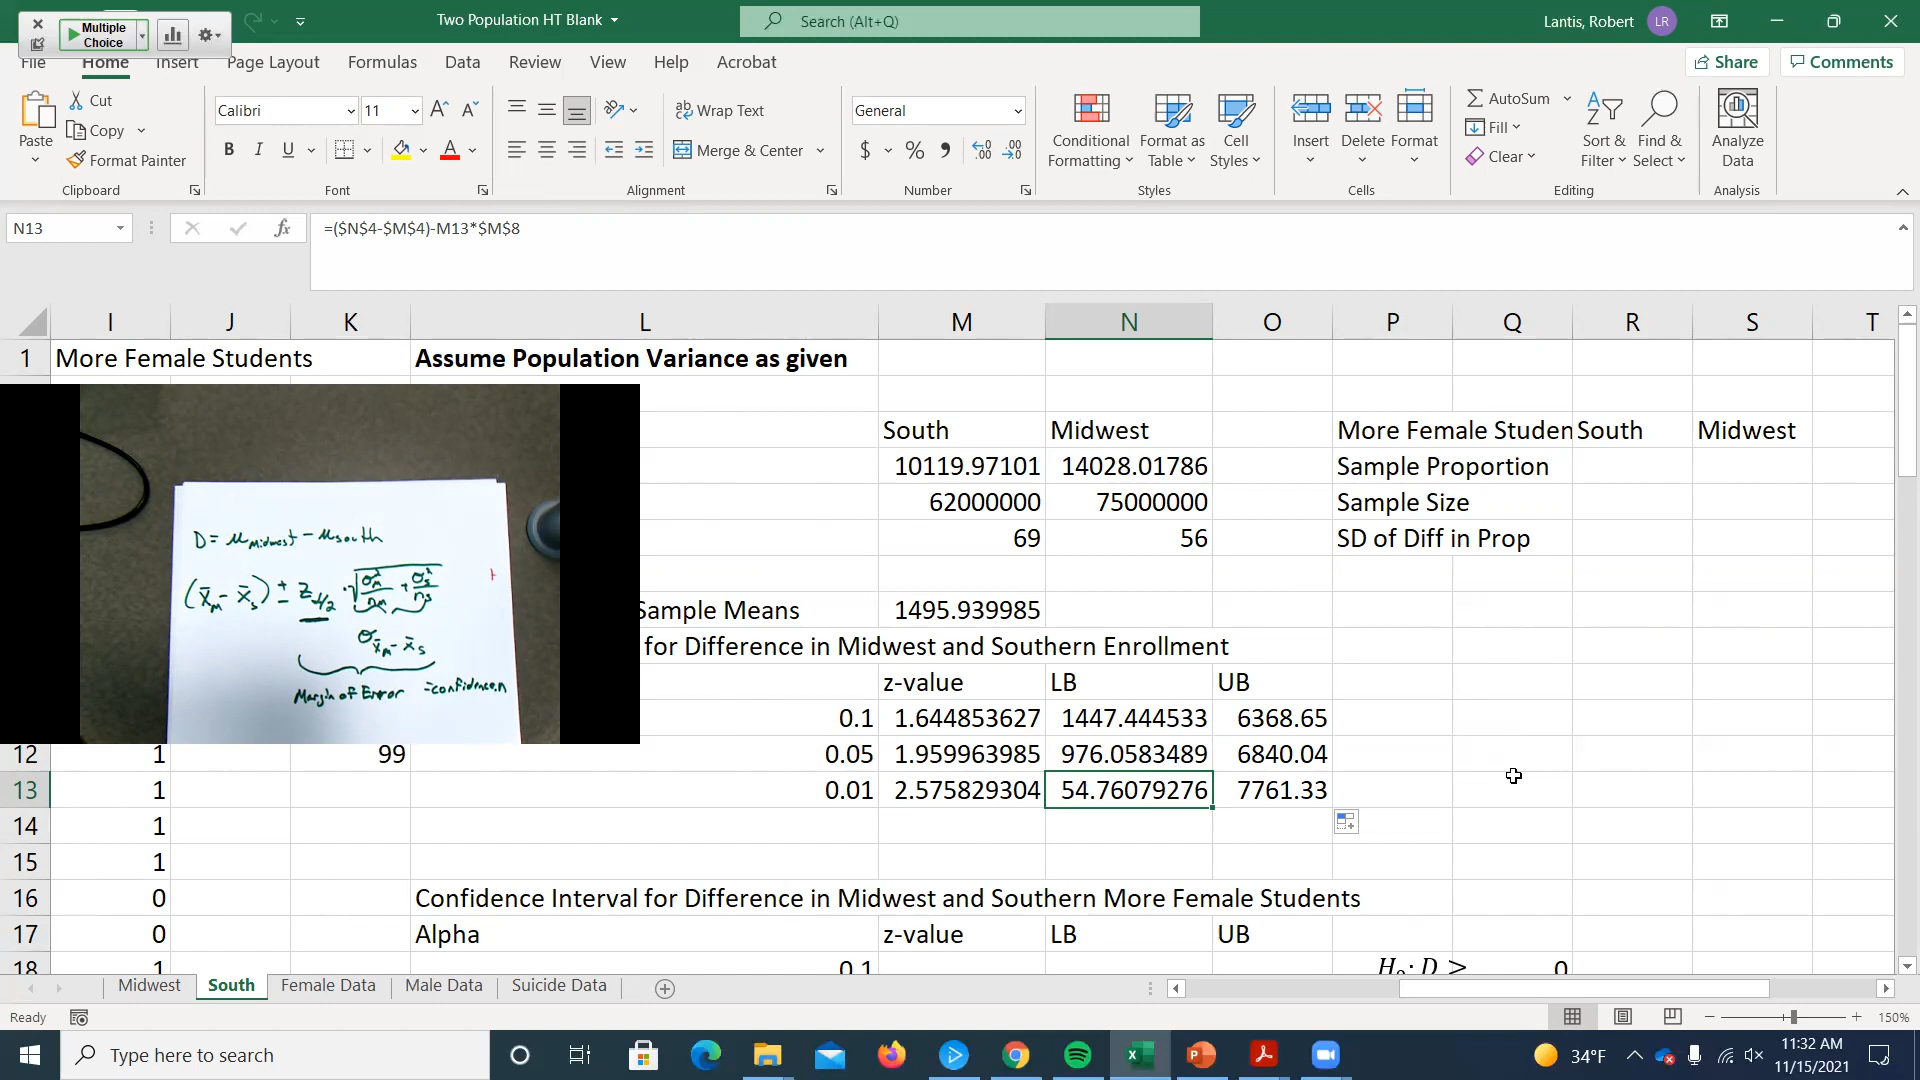 Multiple Choice
Two Population HT Blank
Search (Alt+Q)
Lantis, Robert
LR
File Home Insert Page Layout Formulas Data Review View Help Acrobat
Share
Comments
Paste
Cut
Copy
Format Painter
Calibri 11
B I U
Wrap Text
Merge & Center
General
$ % ,
Conditional Formatting
Format as Table
Cell Styles
Insert
Delete
Format
AutoSum
Fill
Clear
Sort & Filter
Find & Select
Analyze Data
Clipboard Font Alignment Number Styles Cells Editing Analysis
N13 fx =($N$4-$M$4)-M13*$M$8
I J K L M N O P Q R S T
1 More Female Students Assume Population Variance as given
South Midwest More Female Studen South Midwest
10119.97101 14028.01786 Sample Proportion
62000000 75000000 Sample Size
69 56 SD of Diff in Prop
Sample Means 1495.939985
for Difference in Midwest and Southern Enrollment
z-value LB UB
0.1 1.644853627 1447.444533 6368.65
12 1 99 0.05 1.959963985 976.0583489 6840.04
13 1 0.01 2.575829304 54.76079276 7761.33
14 1
15 1
16 0 Confidence Interval for Difference in Midwest and Southern More Female Students
17 0 Alpha z-value LB UB
18 1 0.1 H₀: D > 0
D = μMidwest - μSouth
(x̄M - x̄S) ± z α/2 · √σ²M/nM + σ²S/nS
σ x̄M - x̄S
Margin of Error = confidence.n
Midwest South Female Data Male Data Suicide Data
Ready
150%
Type here to search
34°F
11:32 AM
11/15/2021